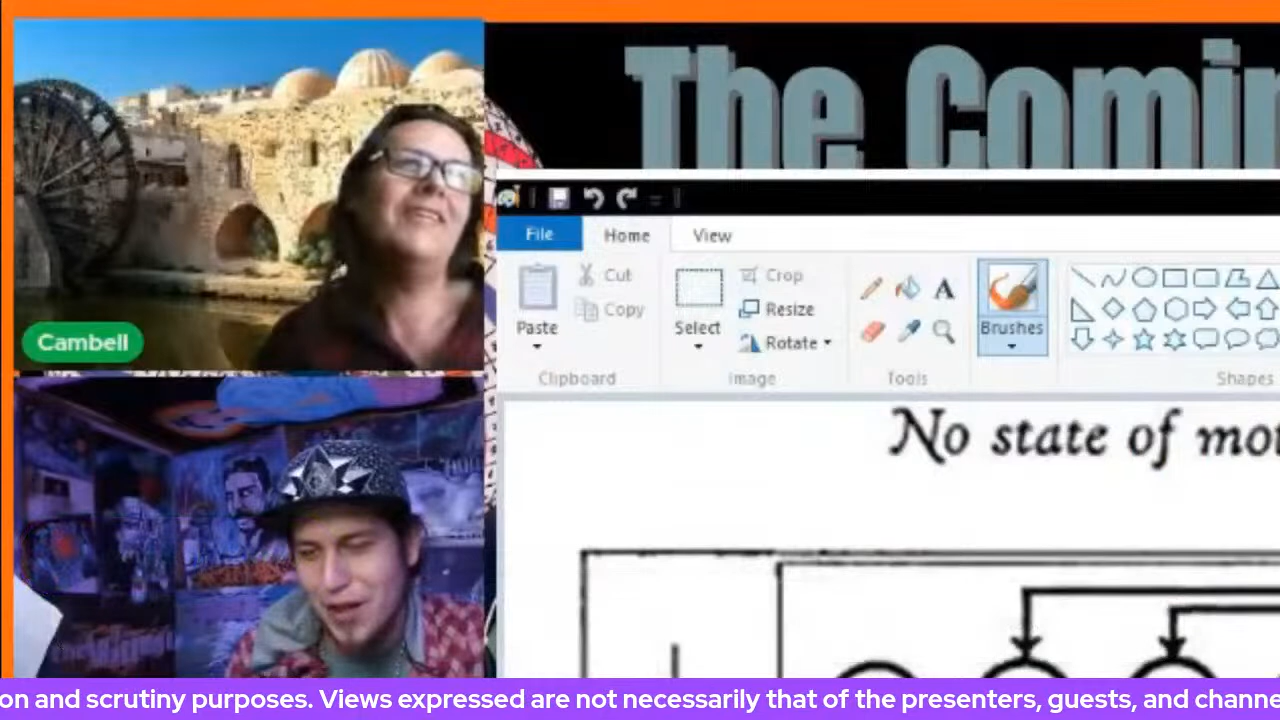 The Comin
Cambell
File Home View
Paste
Cut
Copy
Clipboard
Select
Crop
Resize
Rotate
Image
A
Tools
Brushes
Shapes
No state of mot
on and scrutiny purposes. Views expressed are not necessarily that of the presenters, guests, and channe